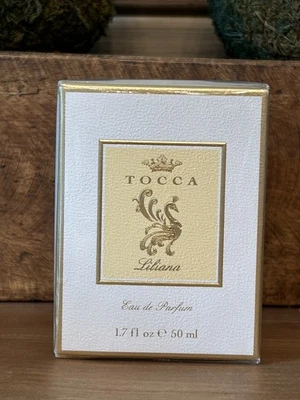 TOCCA
Liliana
Eau de Parfum
1.7 fl oz ℮ 50 ml